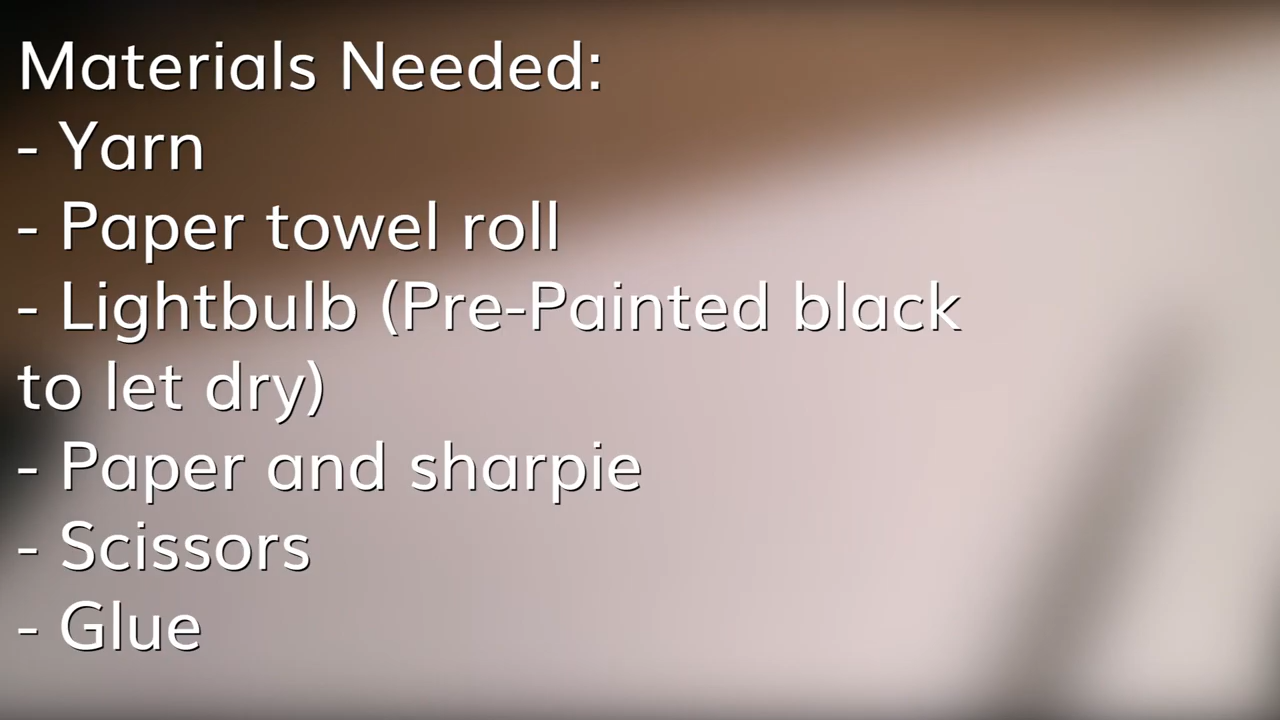 Materials Needed:
- Yarn
- Paper towel roll
- Lightbulb (Pre-Painted black
to let dry)
- Paper and sharpie
- Scissors
- Glue